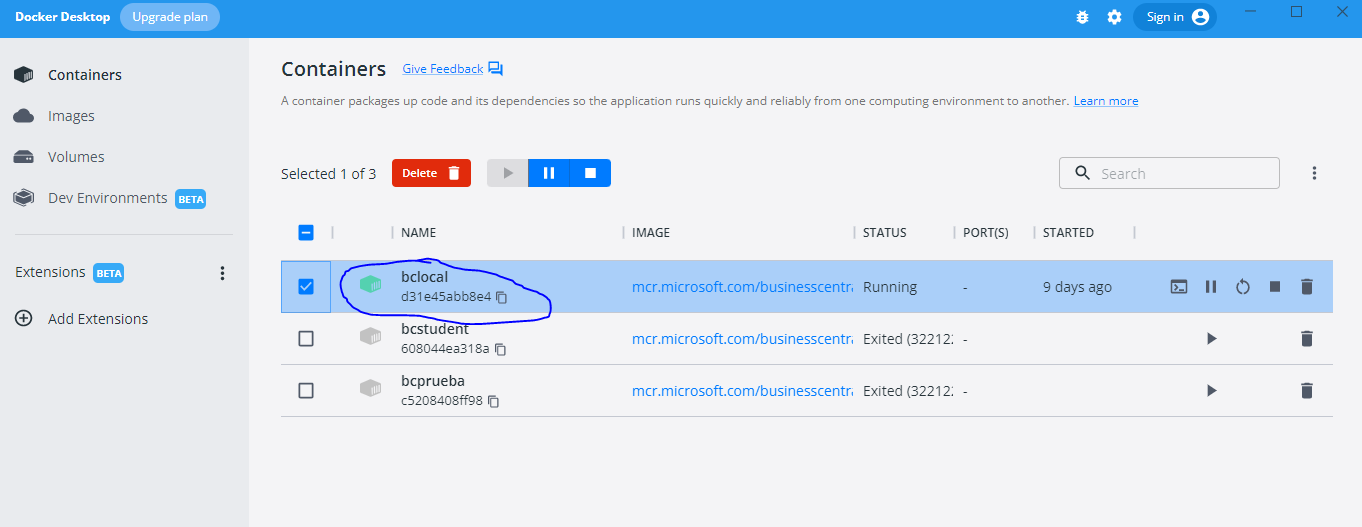 Docker Desktop Upgrade plan Sign in
Containers
Images
Volumes
Dev Environments BETA
Extensions BETA
Add Extensions
Containers Give Feedback
A container packages up code and its dependencies so the application runs quickly and reliably from one computing environment to another. Learn more
Selected 1 of 3 Delete Search
NAME IMAGE STATUS PORT(S) STARTED
bclocal
d31e45abb8e4 mcr.microsoft.com/businesscentra Running - 9 days ago
bcstudent
608044ea318a mcr.microsoft.com/businesscentra Exited (32212 -
bcprueba
c5208408ff98 mcr.microsoft.com/businesscentra Exited (32212 -